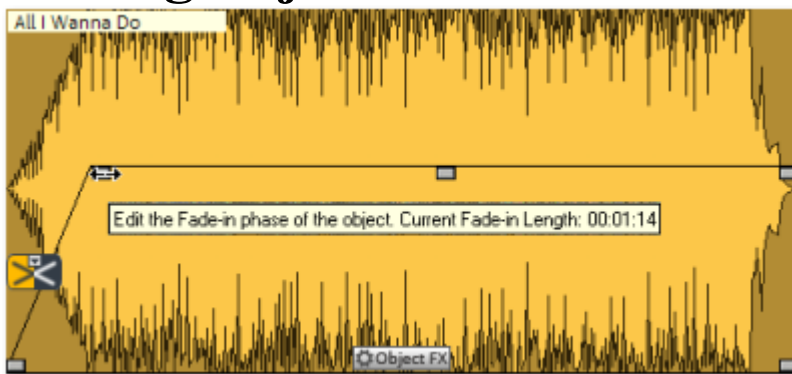 All I Wanna Do
Edit the Fade-in phase of the object. Current Fade-in Length: 00:01:14
Object FX